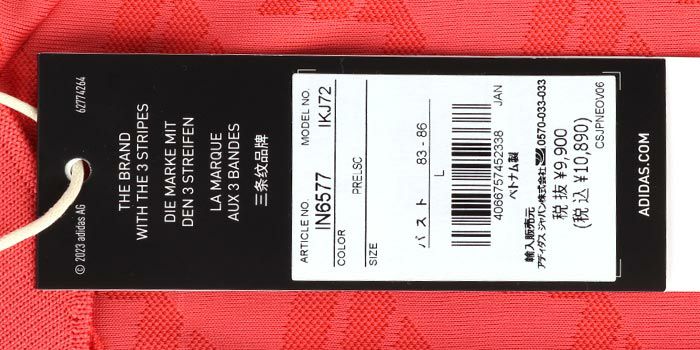 62774264
THE BRAND
WITH THE 3 STRIPES
DIE MARKE MIT
DEN 3 STREIFEN
LA MARQUE
AUX 3 BANDES
三条纹品牌
© 2023 adidas AG
ARTICLE NO.
MODEL NO.
IN6577
IKJ72
COLOR
PRELSC
SIZE
バスト 83 - 86
L
JAN
4066757452338
ベトナム製
輸入販売元
アディダス ジャパン株式会社 0570-033-033
税 抜 ¥9,900
(税 込 ¥10,890)
CSJPNEOV06
ADIDAS.COM